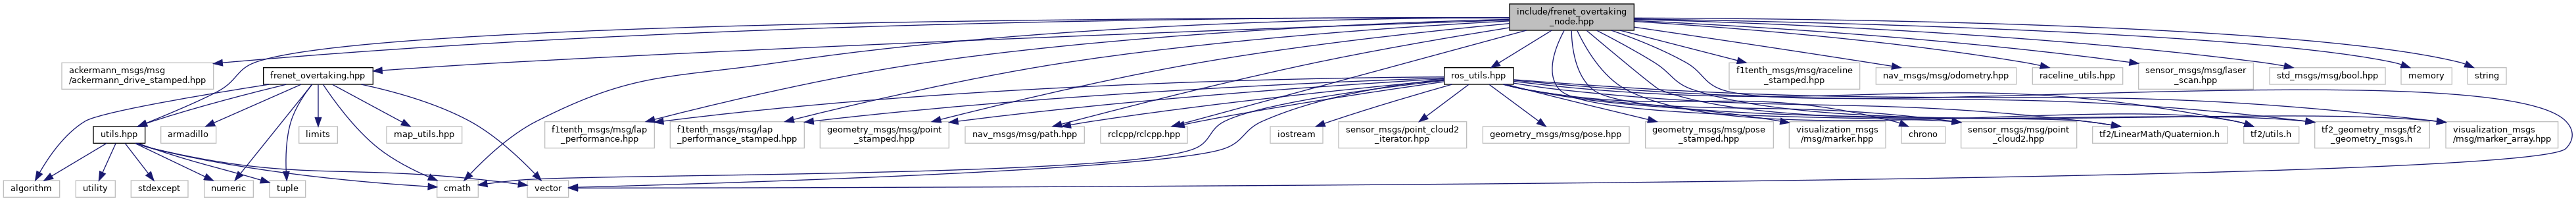 include/frenet_overtaking
_node.hpp
ackermann_msgs/msg
/ackermann_drive_stamped.hpp
frenet_overtaking.hpp
ros_utils.hpp
f1tenth_msgs/msg/raceline
_stamped.hpp
nav_msgs/msg/odometry.hpp
raceline_utils.hpp
sensor_msgs/msg/laser
_scan.hpp
std_msgs/msg/bool.hpp
memory
string
utils.hpp
armadillo
limits
map_utils.hpp
f1tenth_msgs/msg/lap
_performance.hpp
f1tenth_msgs/msg/lap
_performance_stamped.hpp
geometry_msgs/msg/point
_stamped.hpp
nav_msgs/msg/path.hpp
rclcpp/rclcpp.hpp
iostream
sensor_msgs/point_cloud2
_iterator.hpp
geometry_msgs/msg/pose.hpp
geometry_msgs/msg/pose
_stamped.hpp
visualization_msgs
/msg/marker.hpp
chrono
sensor_msgs/msg/point
_cloud2.hpp
tf2/LinearMath/Quaternion.h
tf2/utils.h
tf2_geometry_msgs/tf2
_geometry_msgs.h
visualization_msgs
/msg/marker_array.hpp
algorithm
utility
stdexcept
numeric
tuple
cmath
vector